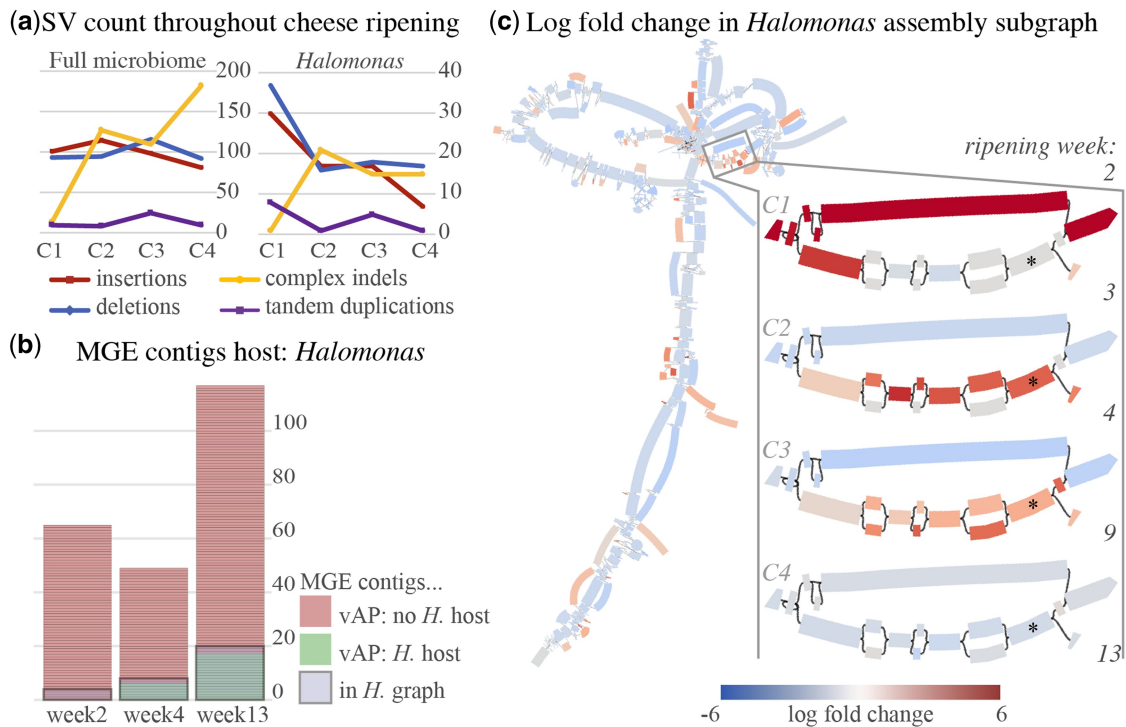 (a)SV count throughout cheese ripening
Full microbiome
Halomonas
200
150
100
50
0
40
30
20
10
0
C1 C2 C3 C4
C1 C2 C3 C4
insertions
complex indels
deletions
tandem duplications
(b)
MGE contigs host: Halomonas
100
80
60
40
20
0
week2 week4 week13
MGE contigs...
vAP: no H. host
vAP: H. host
in H. graph
(c) Log fold change in Halomonas assembly subgraph
ripening week:
2
C1
*
3
C2
*
4
C3
*
9
C4
*
13
-6 log fold change 6